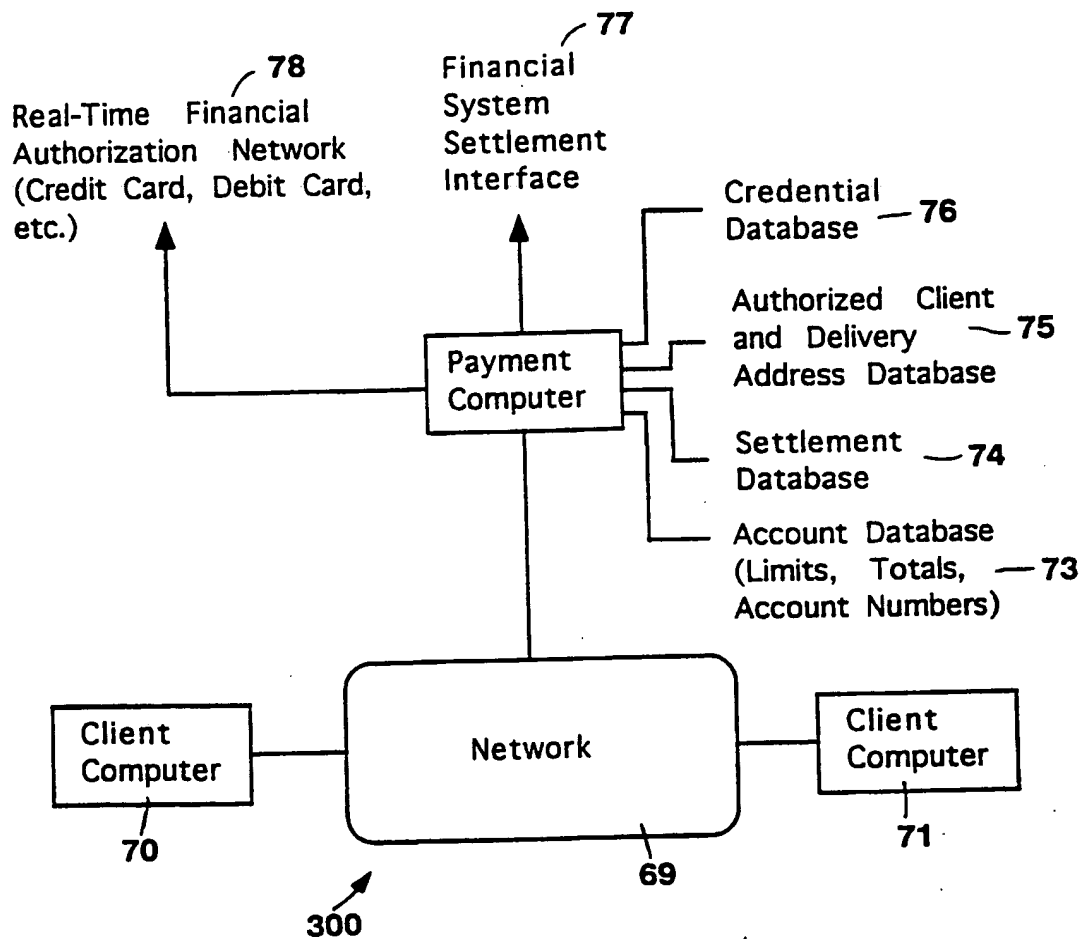 77
78
Financial
System
Settlement
Interface
Real-Time Financial
Authorization Network
(Credit Card, Debit Card,
etc.)
Credential
Database
76
Authorized Client
and Delivery
Address Database
75
Payment
Computer
Settlement
Database
74
Account Database
(Limits, Totals,
Account Numbers)
73
Client
Computer
70
Network
69
Client
Computer
71
300